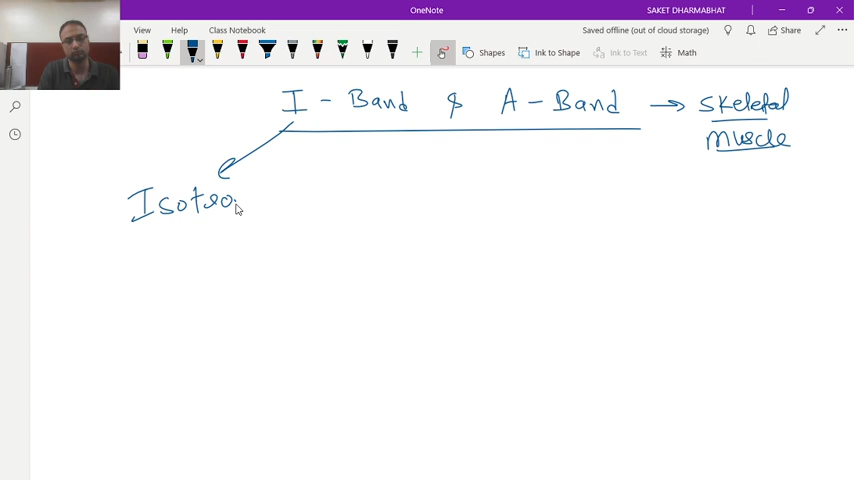 OneNote
SAKET DHARMABHAT
View Help Class Notebook
Saved offline (out of cloud storage) Share
Shapes Ink to Shape Ink to Text Math
I - Band & A - Band → Skeletal
muscle
Isotro